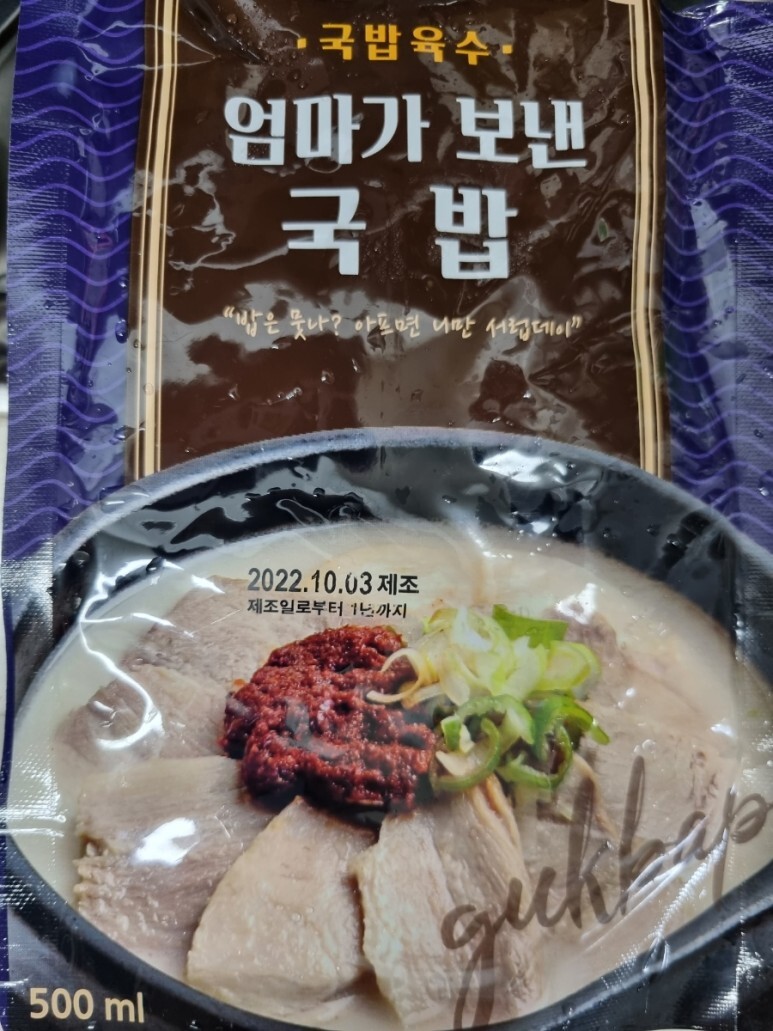 · 국밥육수 ·
엄마가 보낸
국밥
"밥은 뭇나? 아프면 니만 서럽데이"
2022.10.03 제조
제조일로부터 1년까지
gukbap
500 ml